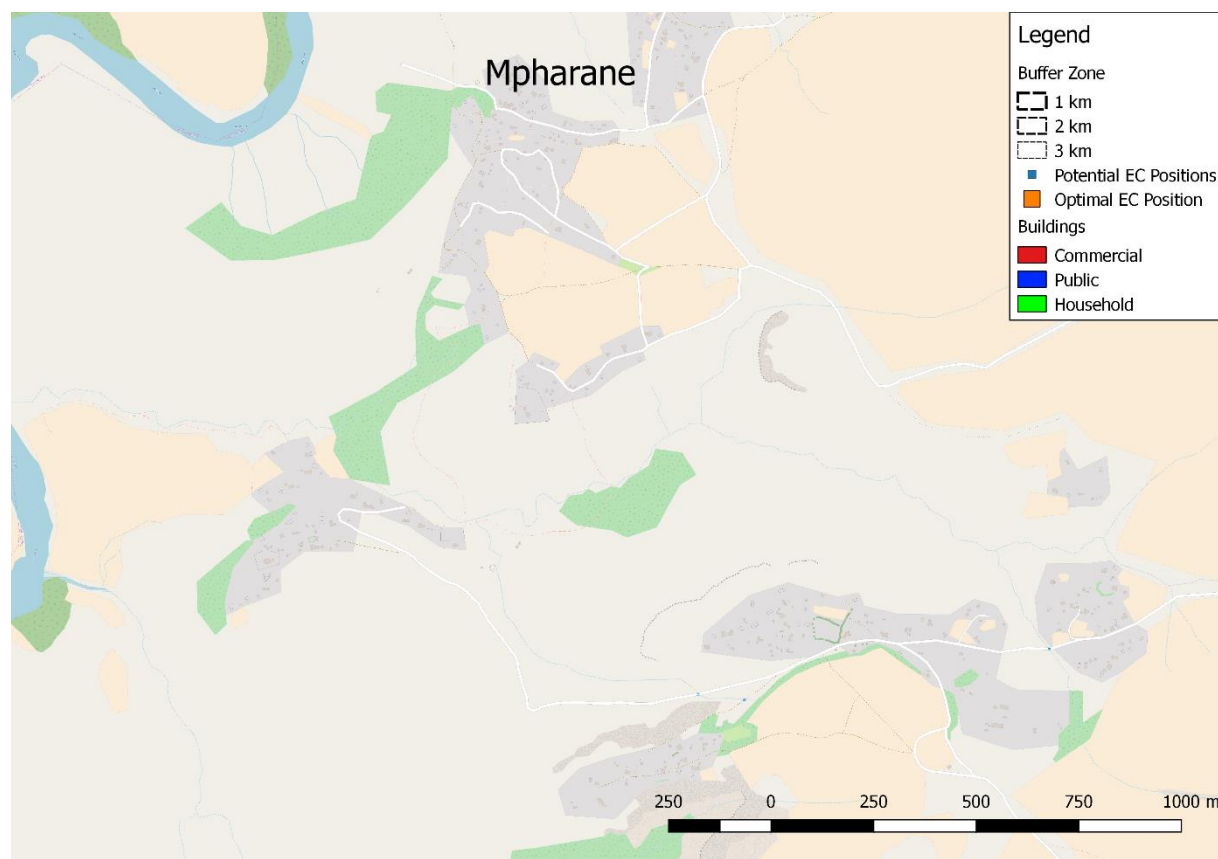 Mpharane
Legend
Buffer Zone
1 km
2 km
3 km
Potential EC Positions
Optimal EC Position
Buildings
Commercial
Public
Household
250 0 250 500 750 1000 m